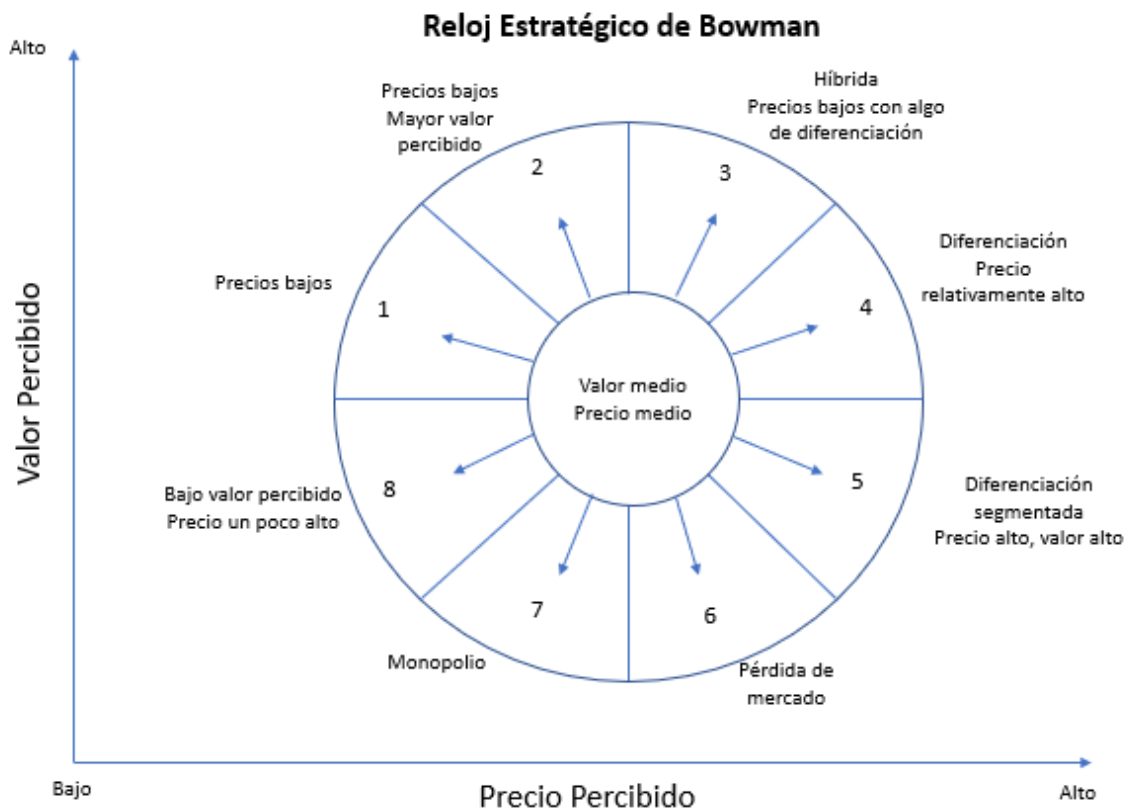 Reloj Estratégico de Bowman
Alto
Precios bajos
Mayor valor
percibido
Híbrida
Precios bajos con algo
de diferenciación
2
3
Diferenciación
Precio
relativamente alto
Precios bajos
1
4
Valor Percibido
Valor medio
Precio medio
Bajo valor percibido
Precio un poco alto
8
5
Diferenciación
segmentada
Precio alto, valor alto
7
6
Monopolio
Pérdida de
mercado
Bajo
Precio Percibido
Alto